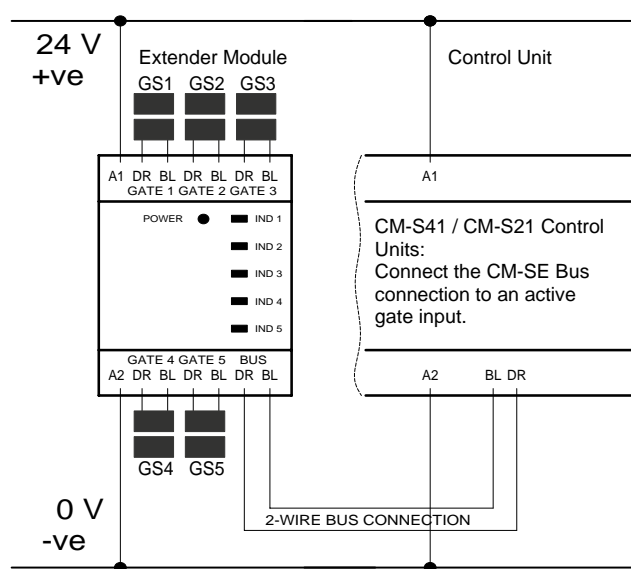 24 V
+ve
Extender Module
Control Unit
GS1 GS2 GS3
A1 DR BL DR BL DR BL
GATE 1 GATE 2 GATE 3
A1
POWER
IND 1
IND 2
IND 3
IND 4
IND 5
CM-S41 / CM-S21 Control
Units:
Connect the CM-SE Bus
connection to an active
gate input.
GATE 4 GATE 5 BUS
A2 DR BL DR BL DR BL
A2 BL DR
GS4 GS5
0 V
-ve
2-WIRE BUS CONNECTION